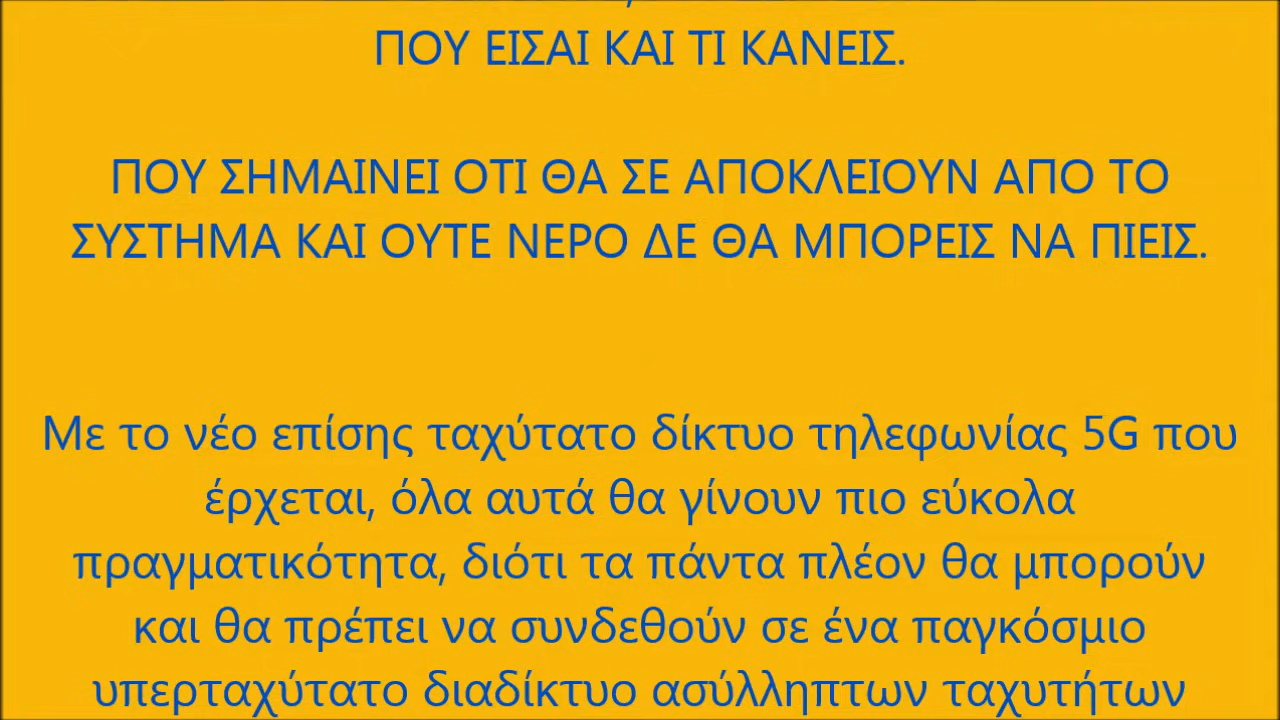 ΠΟΥ ΕΙΣΑΙ ΚΑΙ ΤΙ ΚΑΝΕΙΣ.
ΠΟΥ ΣΗΜΑΙΝΕΙ ΟΤΙ ΘΑ ΣΕ ΑΠΟΚΛΕΙΟΥΝ ΑΠΟ ΤΟ
ΣΥΣΤΗΜΑ ΚΑΙ ΟΥΤΕ ΝΕΡΟ ΔΕ ΘΑ ΜΠΟΡΕΙΣ ΝΑ ΠΙΕΙΣ.
Με το νέο επίσης ταχύτατο δίκτυο τηλεφωνίας 5G που
έρχεται, όλα αυτά θα γίνουν πιο εύκολα
πραγματικότητα, διότι τα πάντα πλέον θα μπορούν
και θα πρέπει να συνδεθούν σε ένα παγκόσμιο
υπερταχύτατο διαδίκτυο ασύλληπτων ταχυτήτων